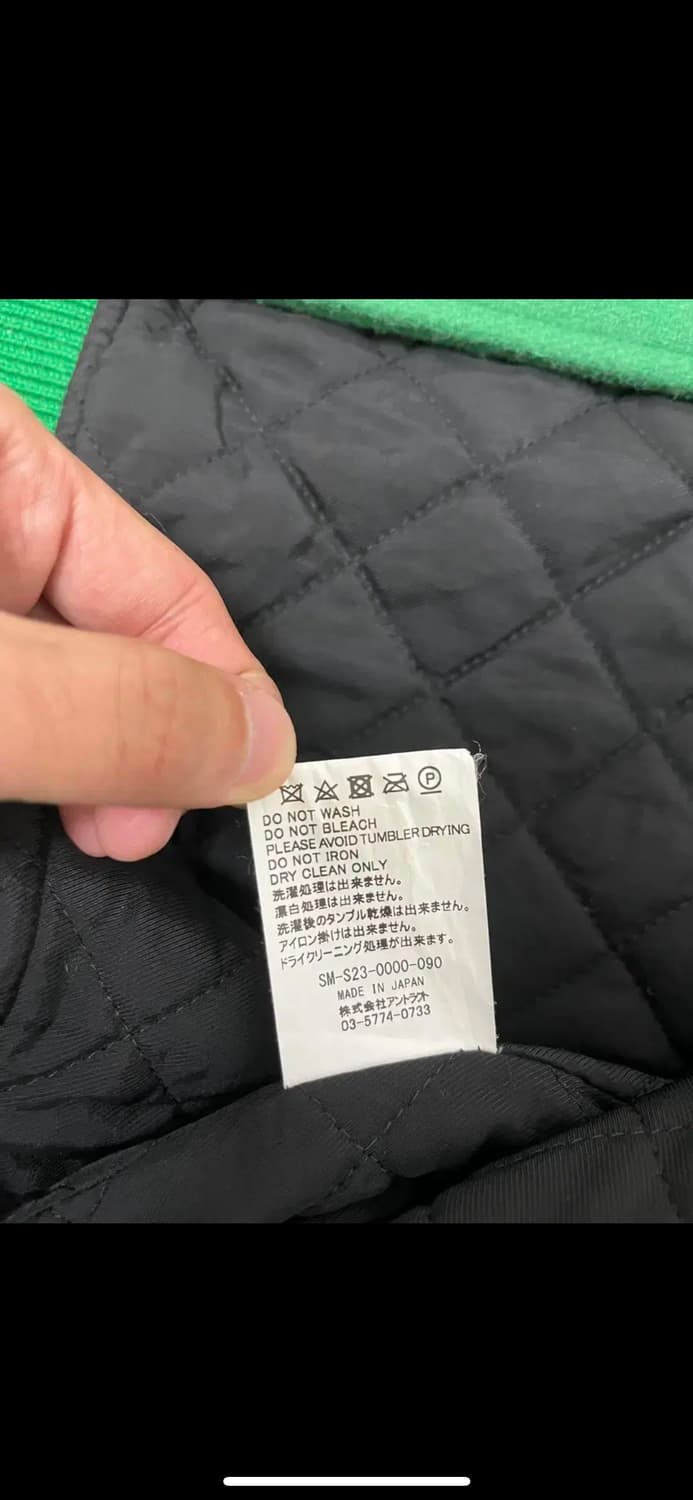 P
DO NOT WASH
DO NOT BLEACH
PLEASE AVOID TUMBLER DRYING
DO NOT IRON
DRY CLEAN ONLY
洗濯処理は出来ません。
漂白処理は出来ません。
洗濯後のタンブル乾燥は出来ません。
アイロン掛けは出来ません。
ドライクリーニング処理が出来ます。
SM-S23-0000-090
MADE IN JAPAN
株式会社アントラフト
03-5774-0733